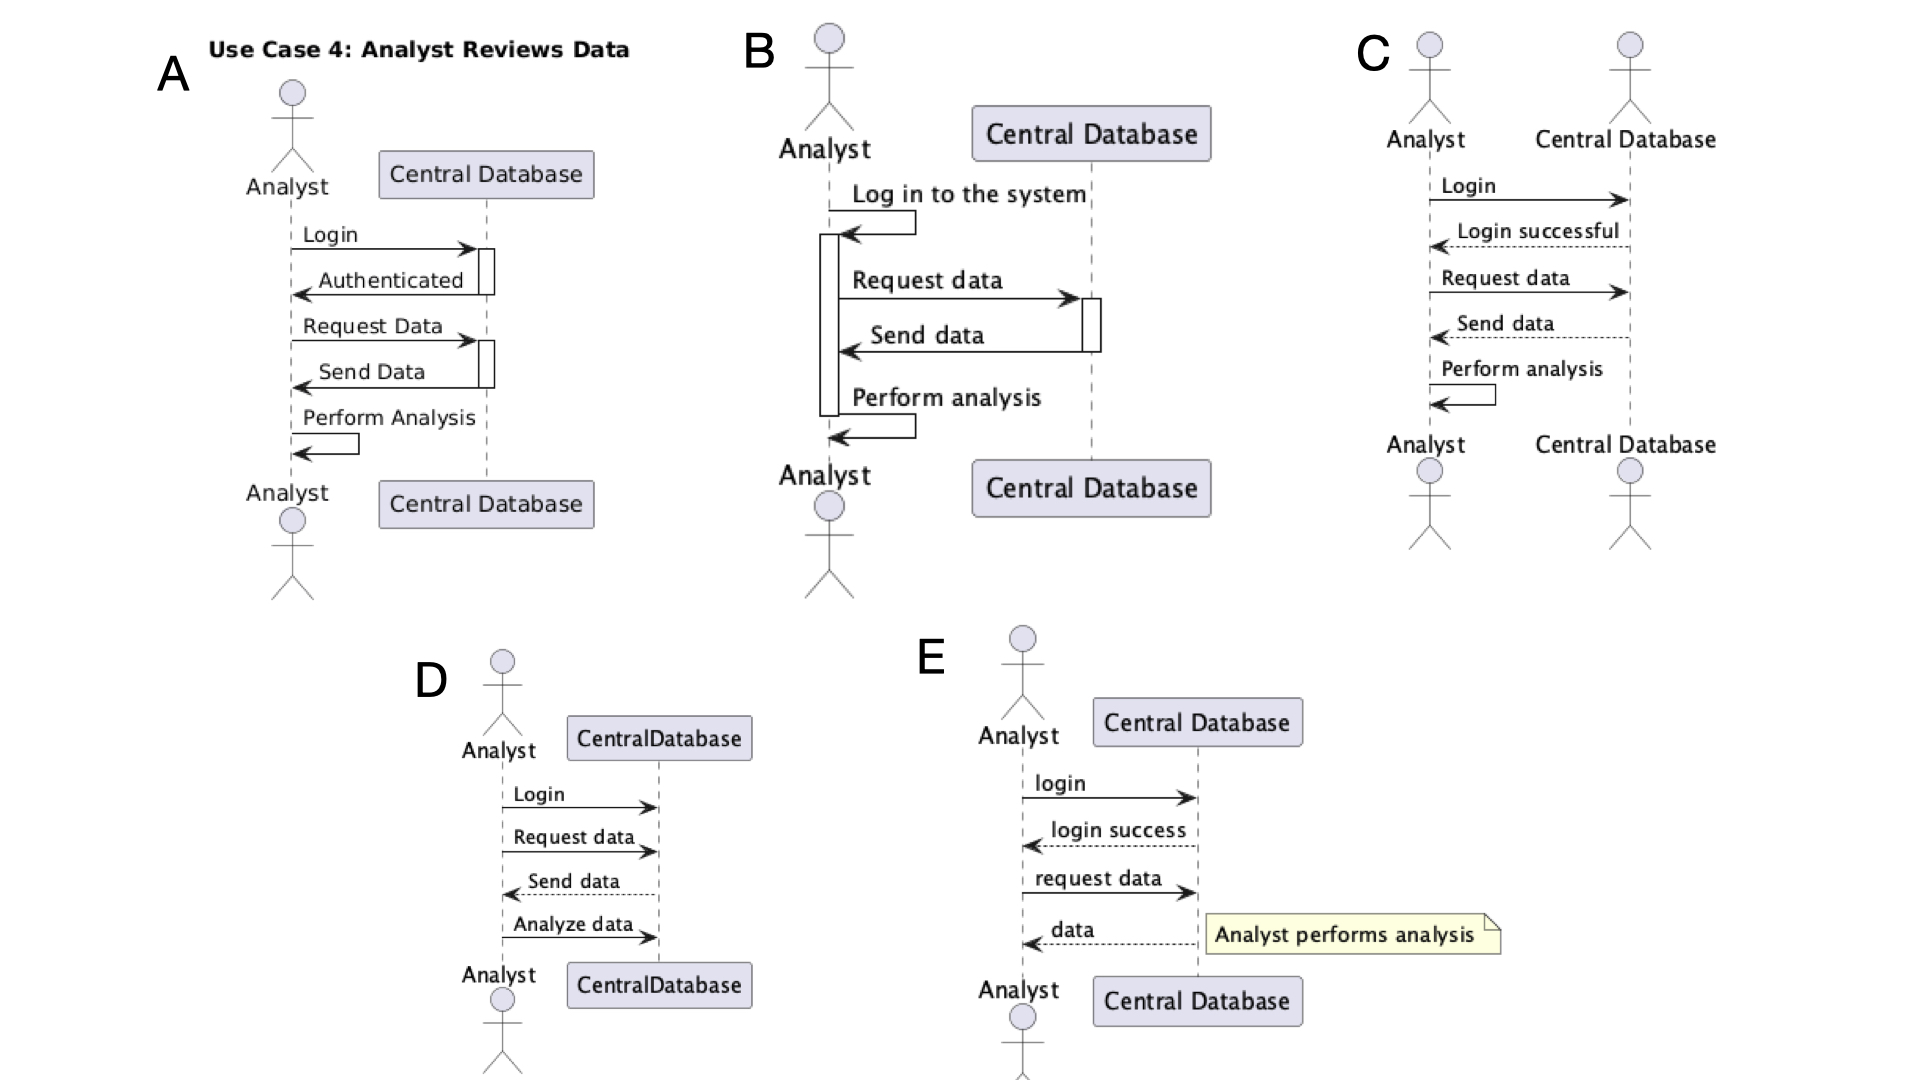 A
Use Case 4: Analyst Reviews Data
Analyst
Central Database
Login
Authenticated
Request Data
Send Data
Perform Analysis
Analyst
Central Database
B
Analyst
Central Database
Log in to the system
Request data
Send data
Perform analysis
Analyst
Central Database
C
Analyst
Central Database
Login
Login successful
Request data
Send data
Perform analysis
Analyst
Central Database
D
Analyst
CentralDatabase
Login
Request data
Send data
Analyze data
Analyst
CentralDatabase
E
Analyst
Central Database
login
login success
request data
data
Analyst performs analysis
Analyst
Central Database